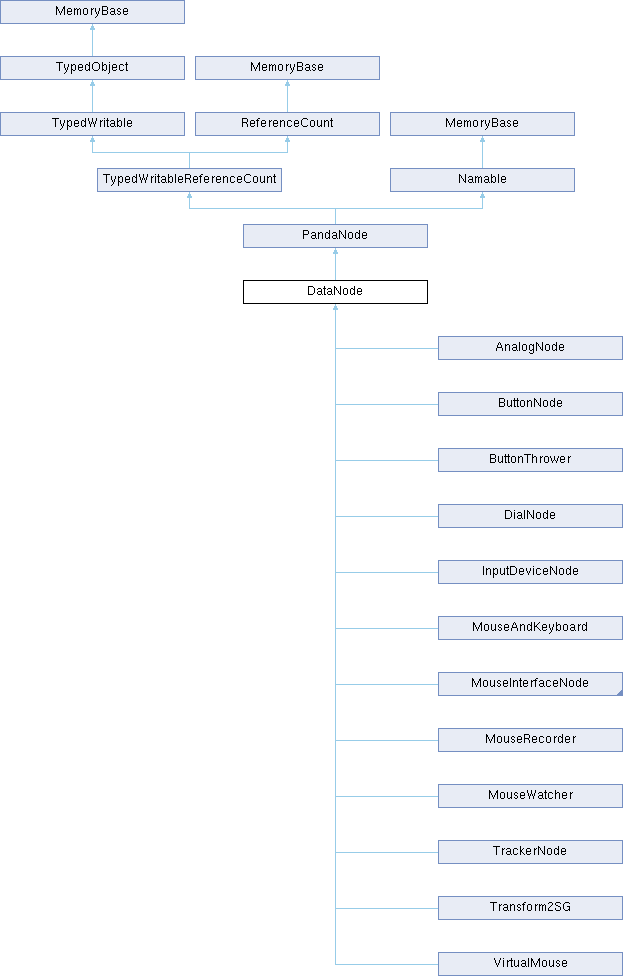 MemoryBase
TypedObject
MemoryBase
TypedWritable
ReferenceCount
MemoryBase
TypedWritableReferenceCount
Namable
PandaNode
DataNode
AnalogNode
ButtonNode
ButtonThrower
DialNode
InputDeviceNode
MouseAndKeyboard
MouseInterfaceNode
MouseRecorder
MouseWatcher
TrackerNode
Transform2SG
VirtualMouse